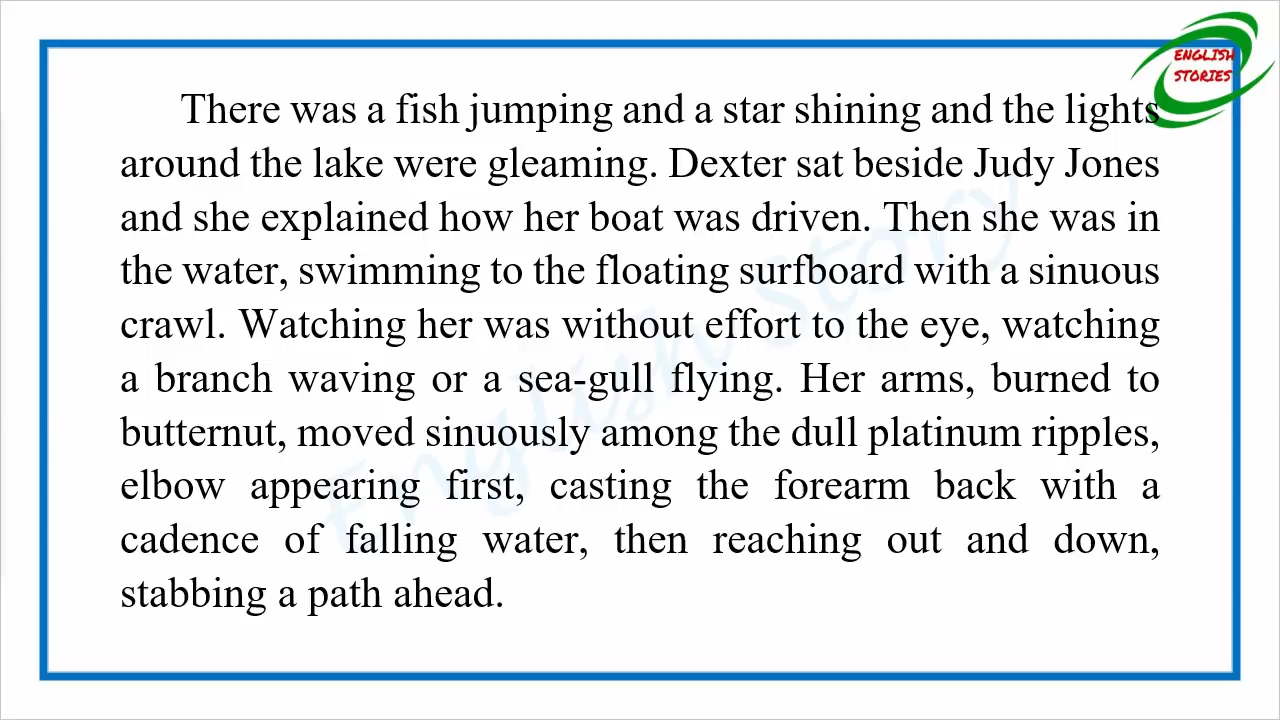 ENGLISH
STORIES
There was a fish jumping and a star shining and the lights
around the lake were gleaming. Dexter sat beside Judy Jones
and she explained how her boat was driven. Then she was in
the water, swimming to the floating surfboard with a sinuous
crawl. Watching her was without effort to the eye, watching
a branch waving or a sea-gull flying. Her arms, burned to
butternut, moved sinuously among the dull platinum ripples,
elbow appearing first, casting the forearm back with a
cadence of falling water, then reaching out and down,
stabbing a path ahead.
English Story